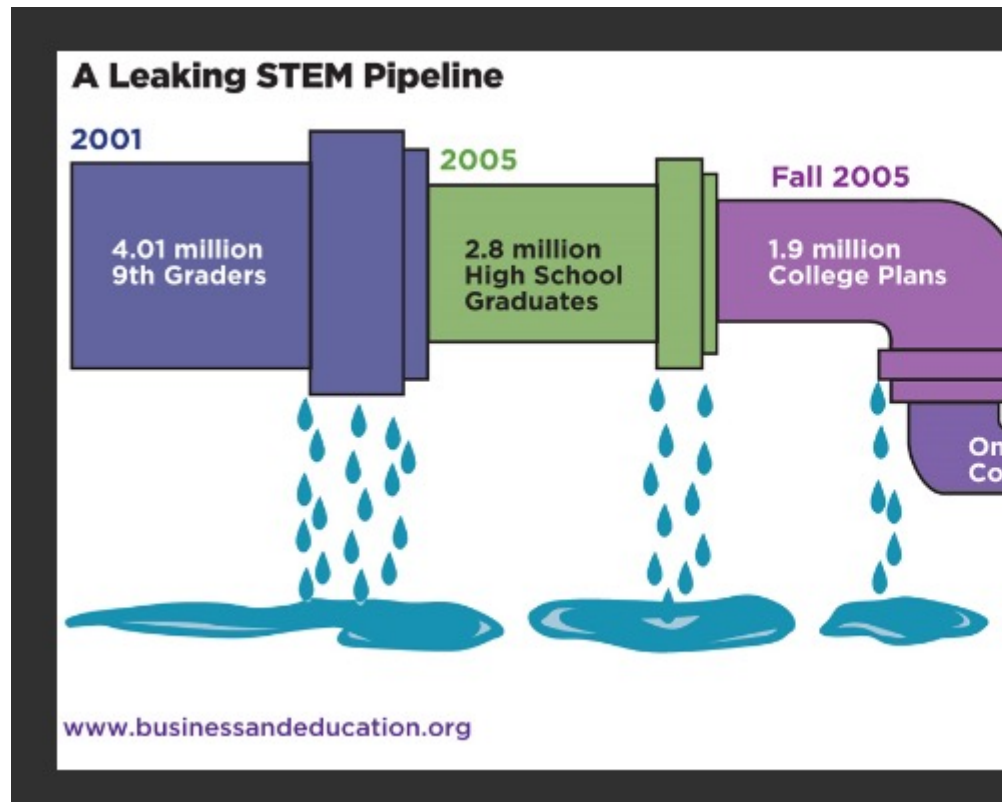 A Leaking STEM Pipeline
2001
4.01 million
9th Graders
2005
2.8 million
High School
Graduates
Fall 2005
1.9 million
College Plans
www.businessandeducation.org